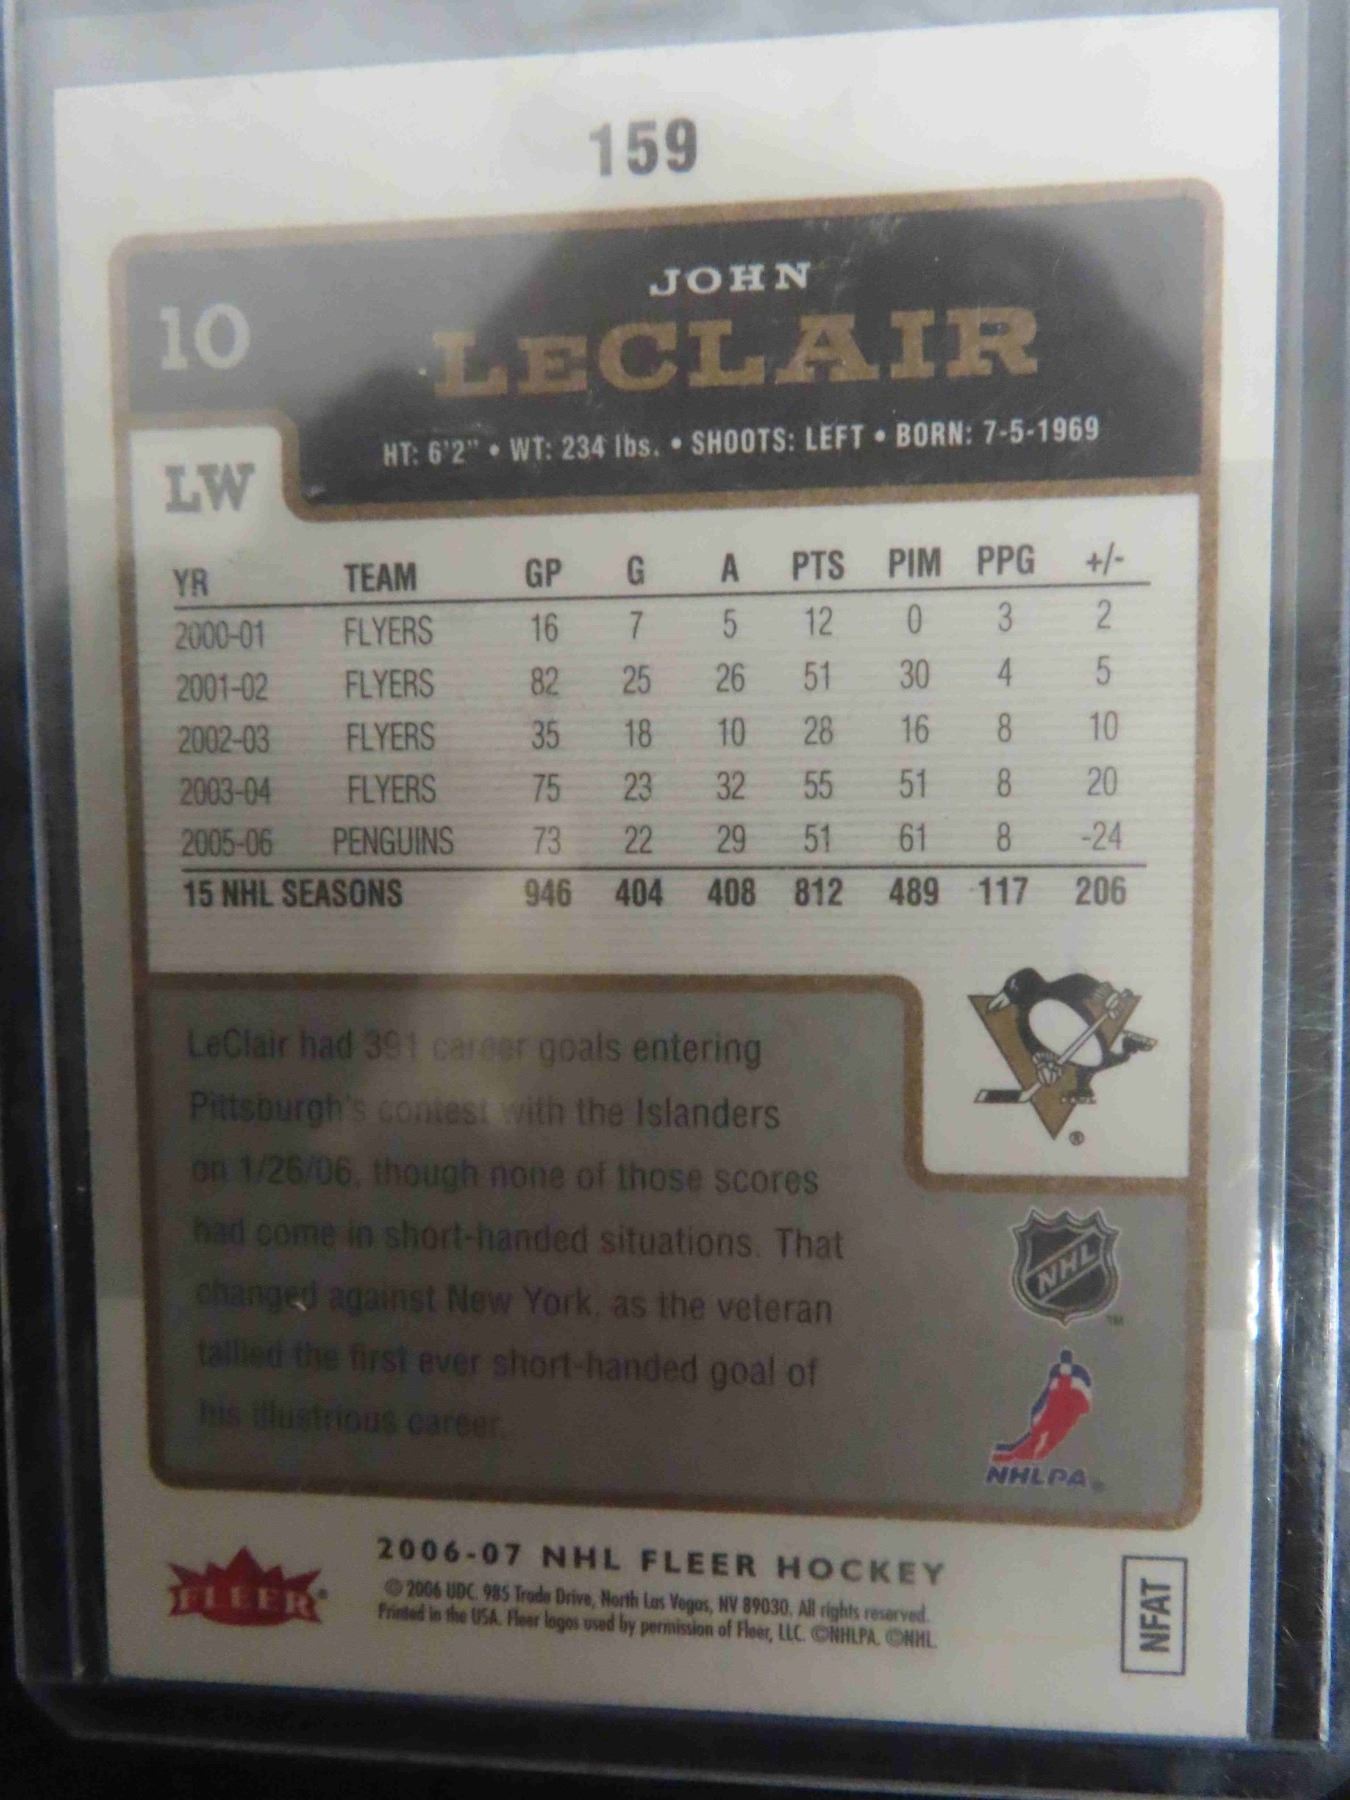 159
10
JOHN
LECLAIR
HT: 6'2" • WT: 234 lbs. • SHOOTS: LEFT • BORN: 7-5-1969
LW
YR TEAM GP G A PTS PIM PPG +/-
2000-01 FLYERS 16 7 5 12 0 3 2
2001-02 FLYERS 82 25 26 51 30 4 5
2002-03 FLYERS 35 18 10 28 16 8 10
2003-04 FLYERS 75 23 32 55 51 8 20
2005-06 PENGUINS 73 22 29 51 61 8 -24
15 NHL SEASONS 946 404 408 812 489 117 206
LeClair had 391 career goals entering
Pittsburgh's contest with the Islanders
on 1/26/06, though none of those scores
had come in short-handed situations. That
changed against New York, as the veteran
tallied the first ever short-handed goal of
his illustrious career.
®
NHL
TM
NHLPA®
FLEER®
2006-07 NHL FLEER HOCKEY
© 2006 UDC. 985 Trade Drive, North Las Vegas, NV 89030. All rights reserved.
Printed in the USA. Fleer logos used by permission of Fleer, LLC. ©NHLPA. ©NHL.
NFAT